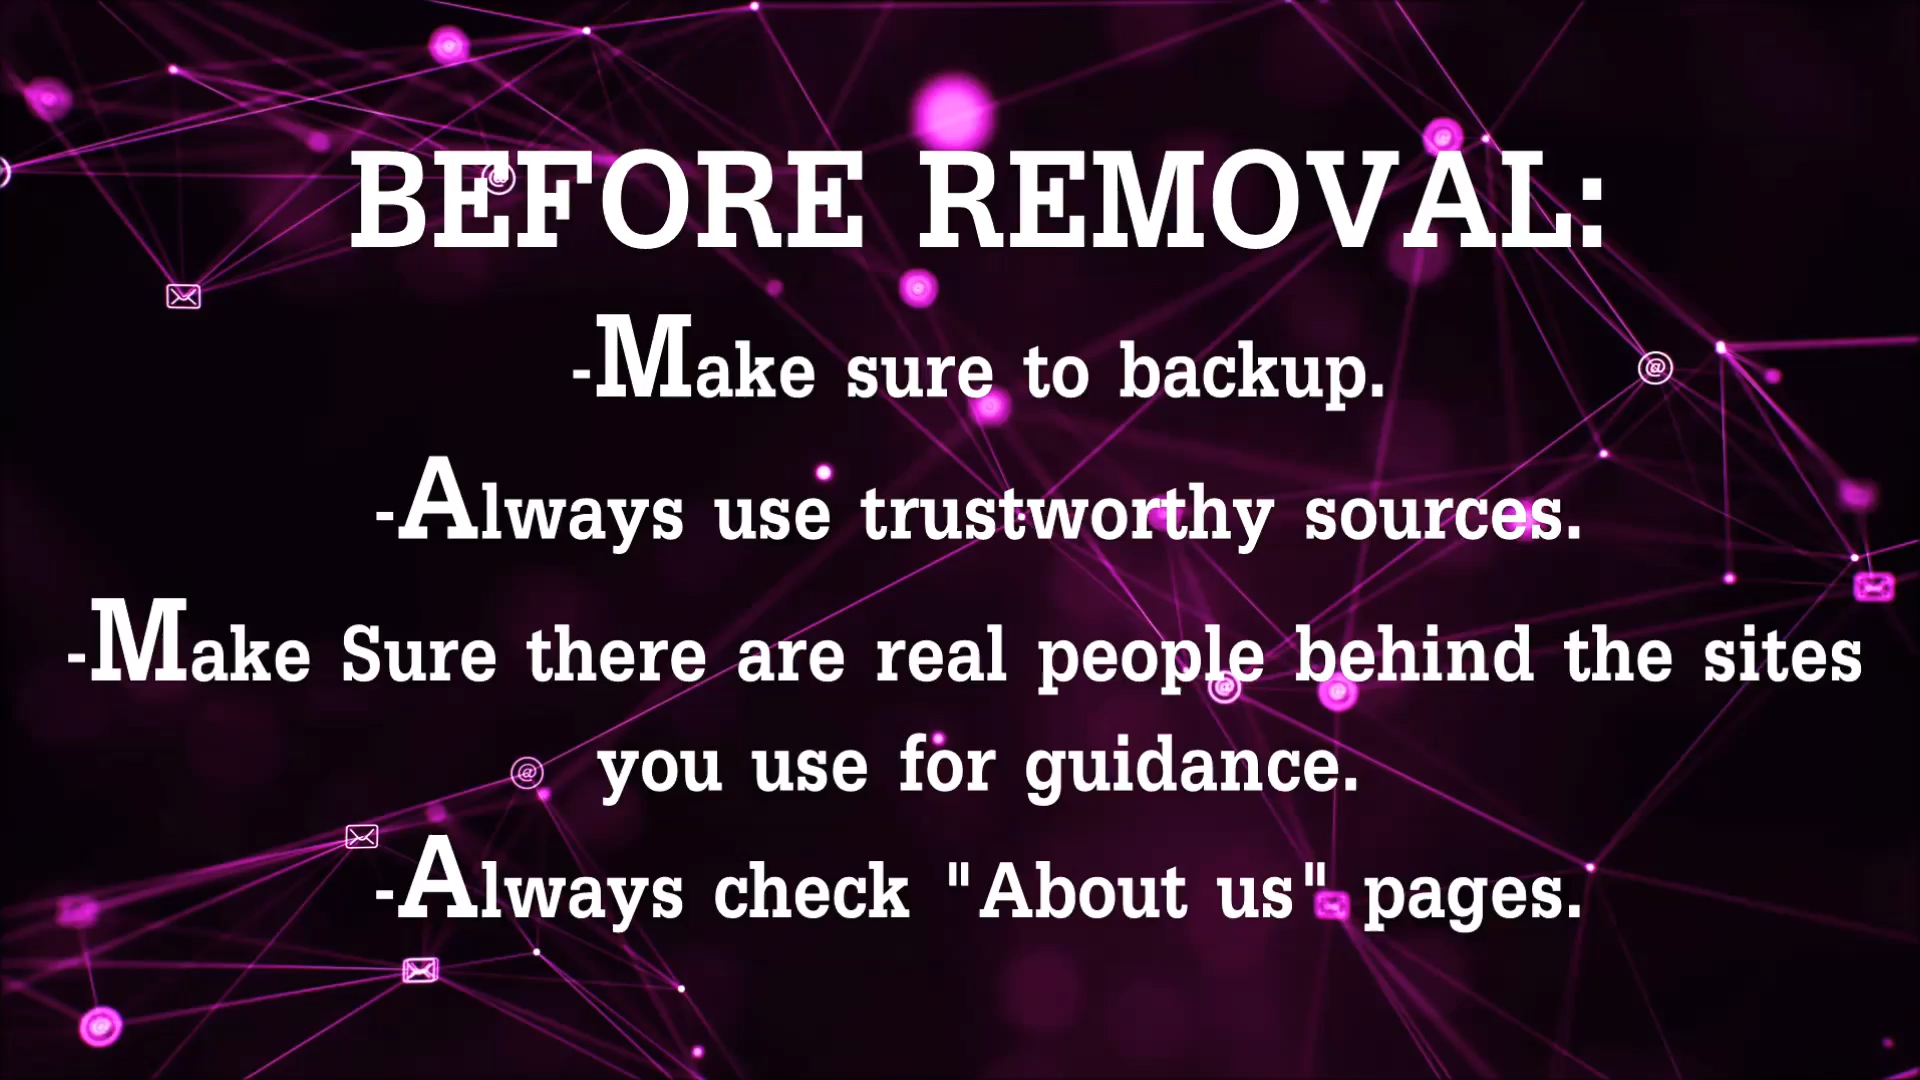 BEFORE REMOVAL:
-Make sure to backup.
-Always use trustworthy sources.
-Make Sure there are real people behind the sites
you use for guidance.
-Always check "About us" pages.